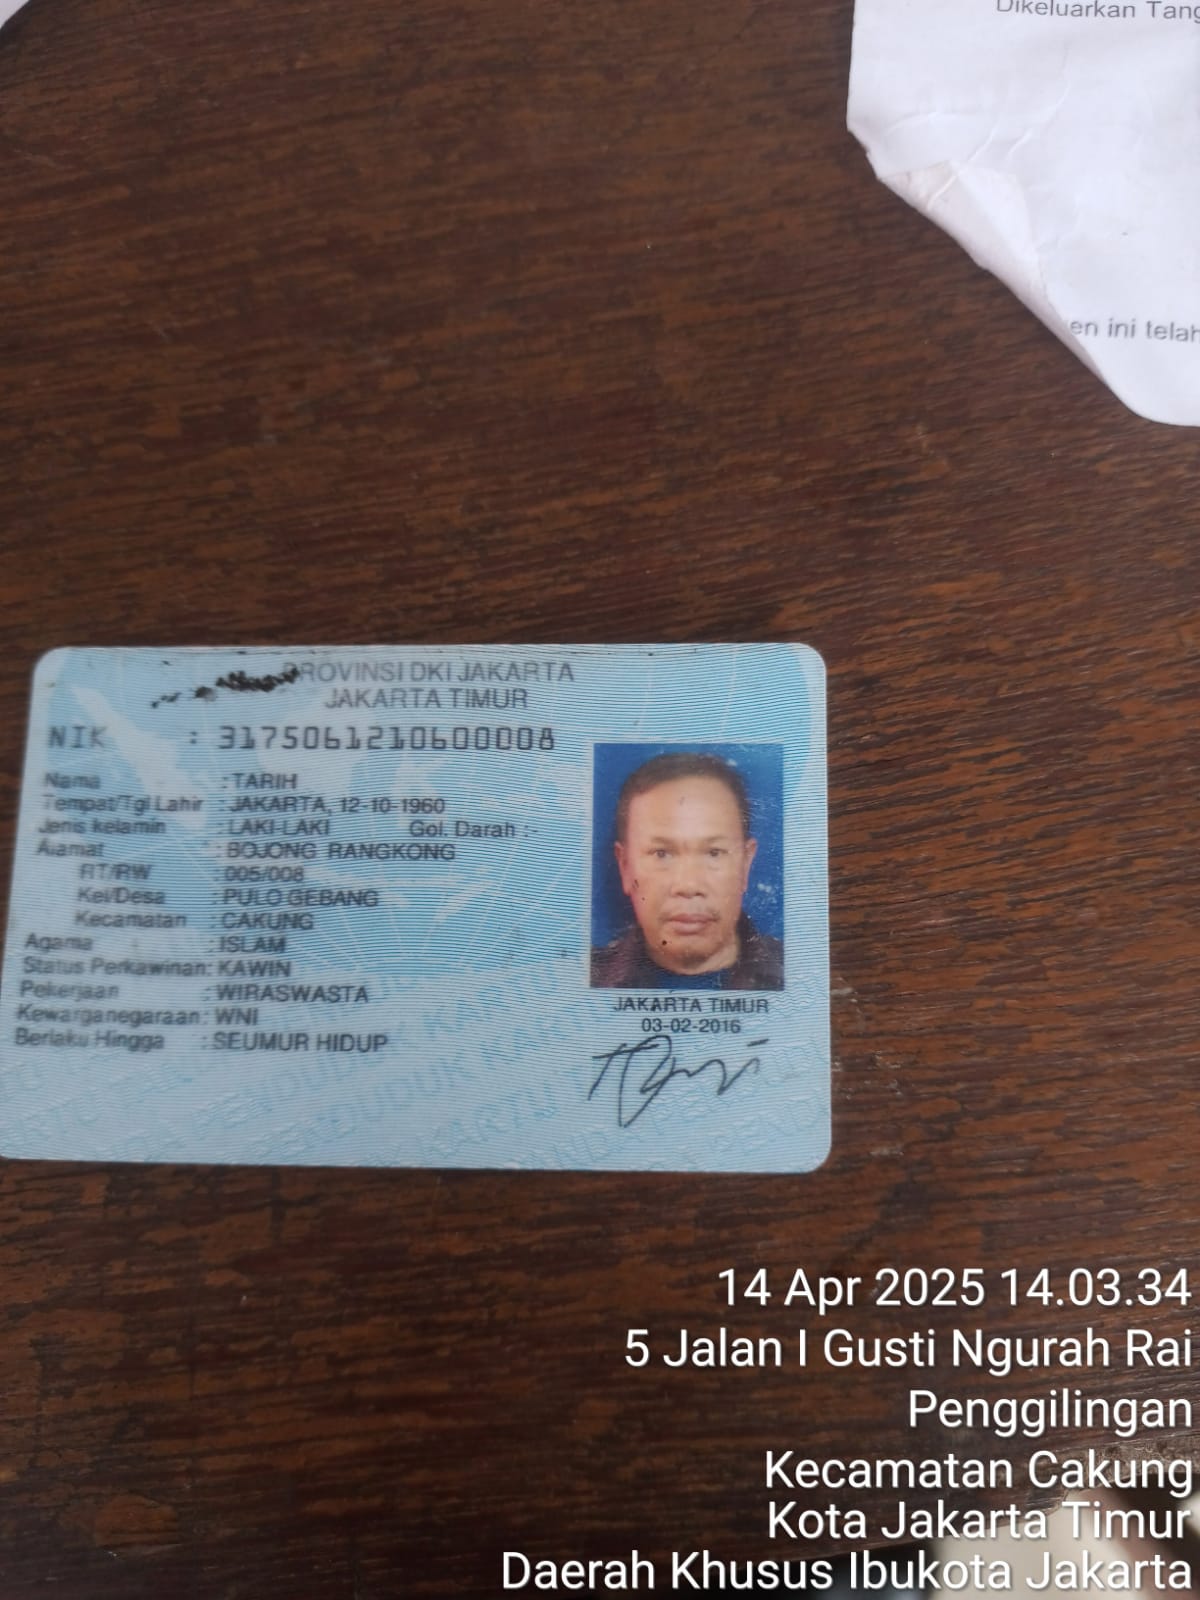 Dikeluarkan Tang
en ini telah
PROVINSI DKI JAKARTA
JAKARTA TIMUR
NIK : 3175061210600008
Nama : TARIH
Tempat/Tgl Lahir : JAKARTA, 12-10-1960
Jenis kelamin : LAKI-LAKI Gol. Darah :-
Alamat : BOJONG RANGKONG
RT/RW : 005/008
Kel/Desa : PULO GEBANG
Kecamatan : CAKUNG
Agama : ISLAM
Status Perkawinan: KAWIN
Pekerjaan : WIRASWASTA
Kewarganegaraan: WNI
Berlaku Hingga : SEUMUR HIDUP
JAKARTA TIMUR
03-02-2016
14 Apr 2025 14.03.34
5 Jalan I Gusti Ngurah Rai
Penggilingan
Kecamatan Cakung
Kota Jakarta Timur
Daerah Khusus Ibukota Jakarta